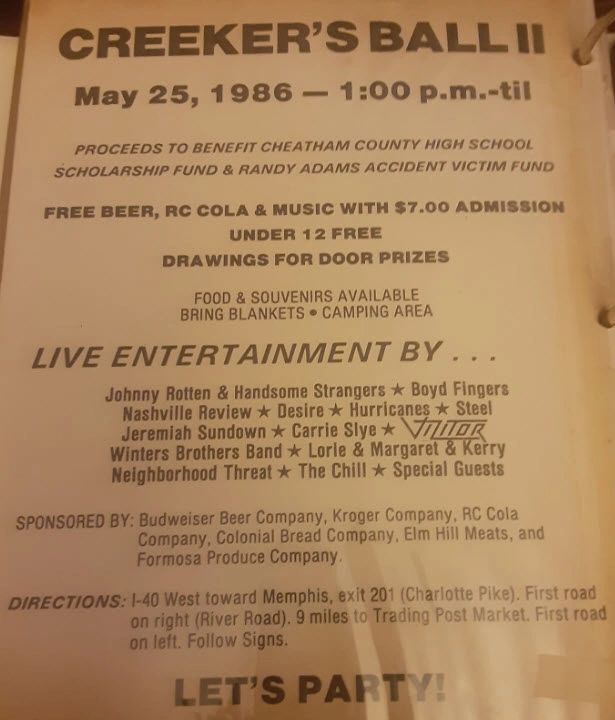 CREEKER'S BALL II
May 25, 1986 — 1:00 p.m.-til
PROCEEDS TO BENEFIT CHEATHAM COUNTY HIGH SCHOOL
SCHOLARSHIP FUND & RANDY ADAMS ACCIDENT VICTIM FUND
FREE BEER, RC COLA & MUSIC WITH $7.00 ADMISSION
UNDER 12 FREE
DRAWINGS FOR DOOR PRIZES
FOOD & SOUVENIRS AVAILABLE
BRING BLANKETS • CAMPING AREA
LIVE ENTERTAINMENT BY . . .
Johnny Rotten & Handsome Strangers ★ Boyd Fingers
Nashville Review ★ Desire ★ Hurricanes ★ Steel
Jeremiah Sundown ★ Carrie Slye ★
Winters Brothers Band ★ Lorle & Margaret & Kerry
Neighborhood Threat ★ The Chill ★ Special Guests
SPONSORED BY: Budweiser Beer Company, Kroger Company, RC Cola
Company, Colonial Bread Company, Elm Hill Meats, and
Formosa Produce Company.
DIRECTIONS: I-40 West toward Memphis, exit 201 (Charlotte Pike). First road
on right (River Road). 9 miles to Trading Post Market. First road
on left. Follow Signs.
LET'S PARTY!